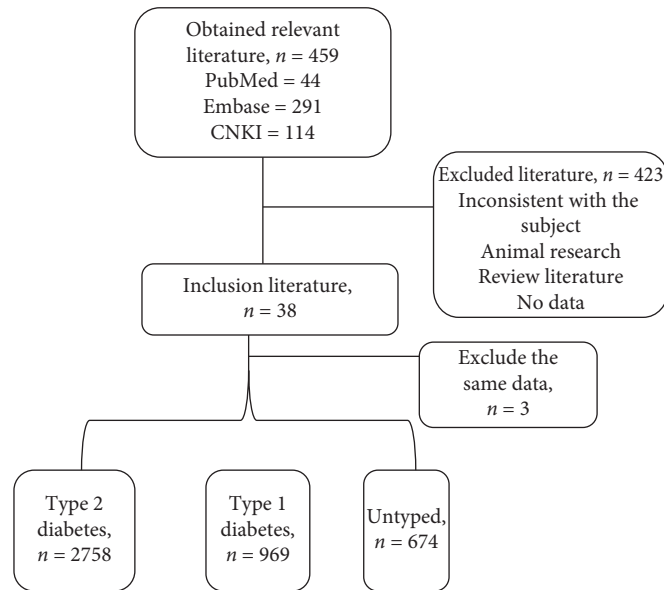 Obtained relevant
literature, n = 459
PubMed = 44
Embase = 291
CNKI = 114
Excluded literature, n = 423
Inconsistent with the
subject
Animal research
Review literature
No data
Inclusion literature,
n = 38
Exclude the
same data,
n = 3
Type 2
diabetes,
n = 2758
Type 1
diabetes,
n = 969
Untyped,
n = 674